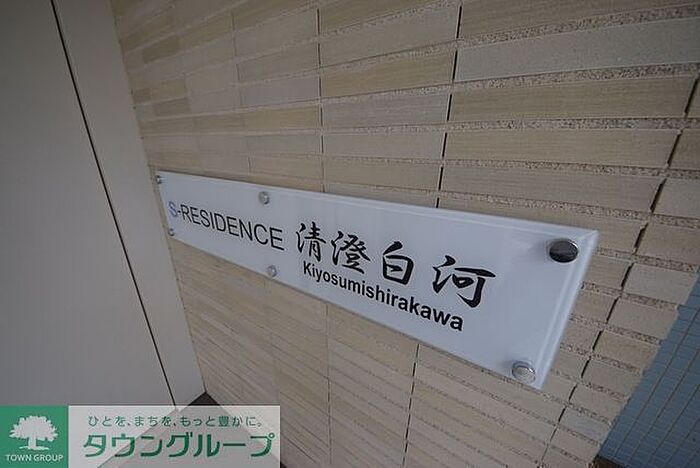 S-RESIDENCE 清澄白河
Kiyosumishirakawa
ひとを、まちを、もっと豊かに。
タウングループ
TOWN GROUP